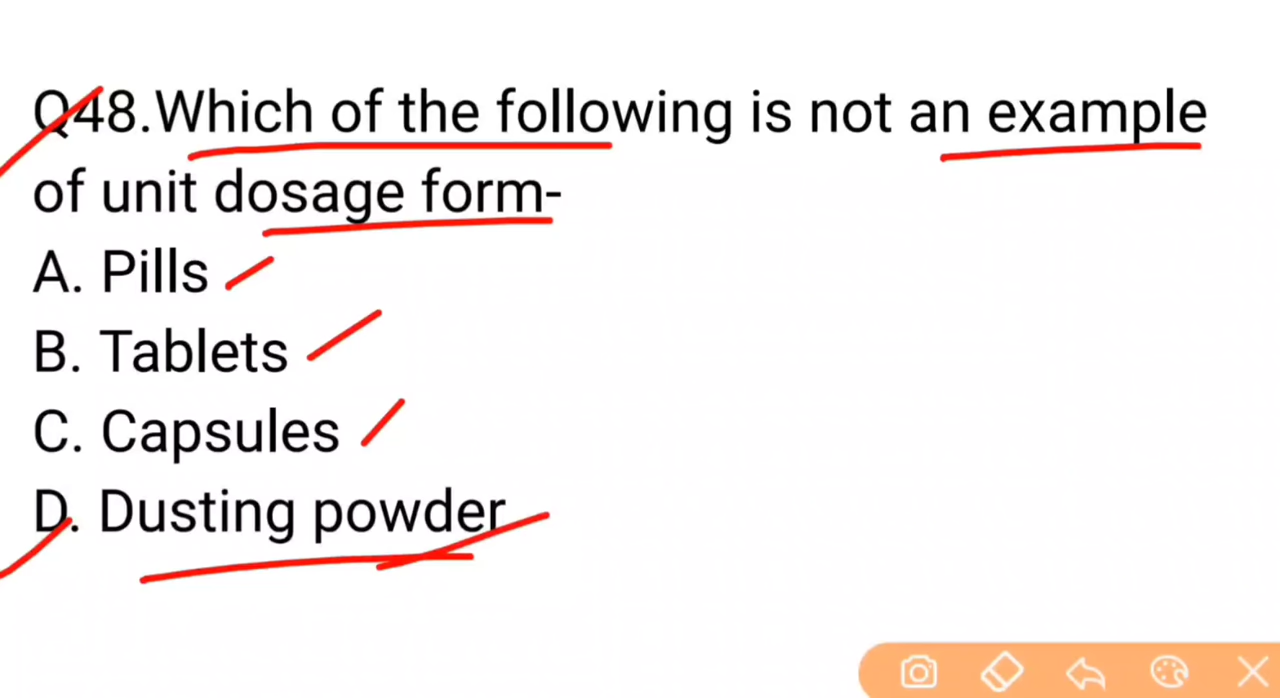 Q48.Which of the following is not an example
of unit dosage form-
A. Pills
B. Tablets
C. Capsules
D. Dusting powder